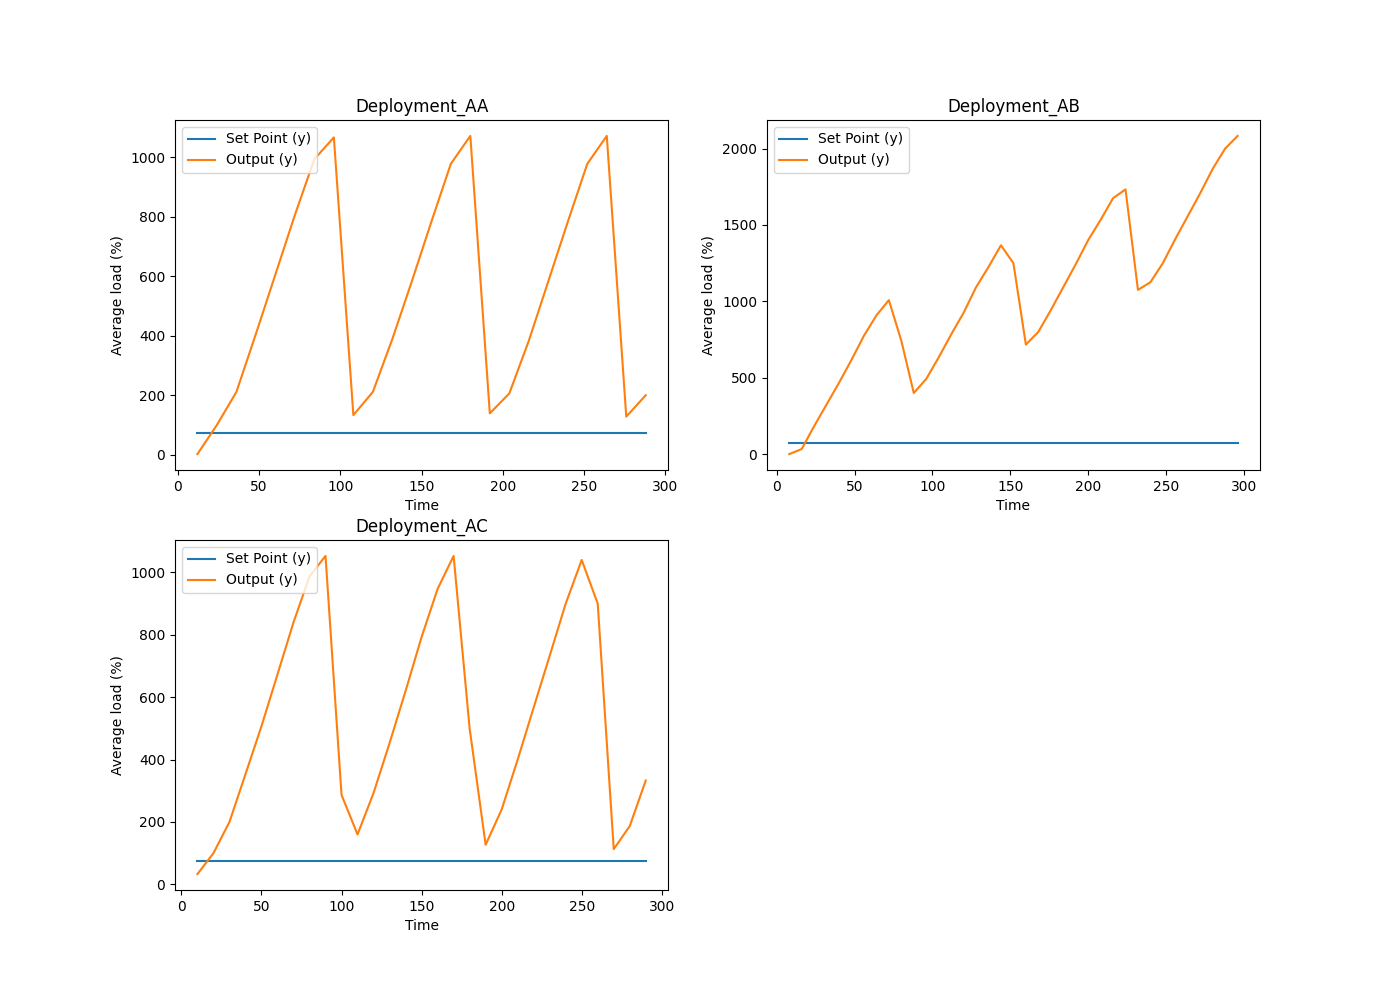 Deployment_AA
Set Point (y)
Output (y)
Average load (%)
1000
800
600
400
200
0
0 50 100 150 200 250 300
Time
Deployment_AB
Set Point (y)
Output (y)
Average load (%)
2000
1500
1000
500
0
0 50 100 150 200 250 300
Time
Deployment_AC
Set Point (y)
Output (y)
Average load (%)
1000
800
600
400
200
0
0 50 100 150 200 250 300
Time